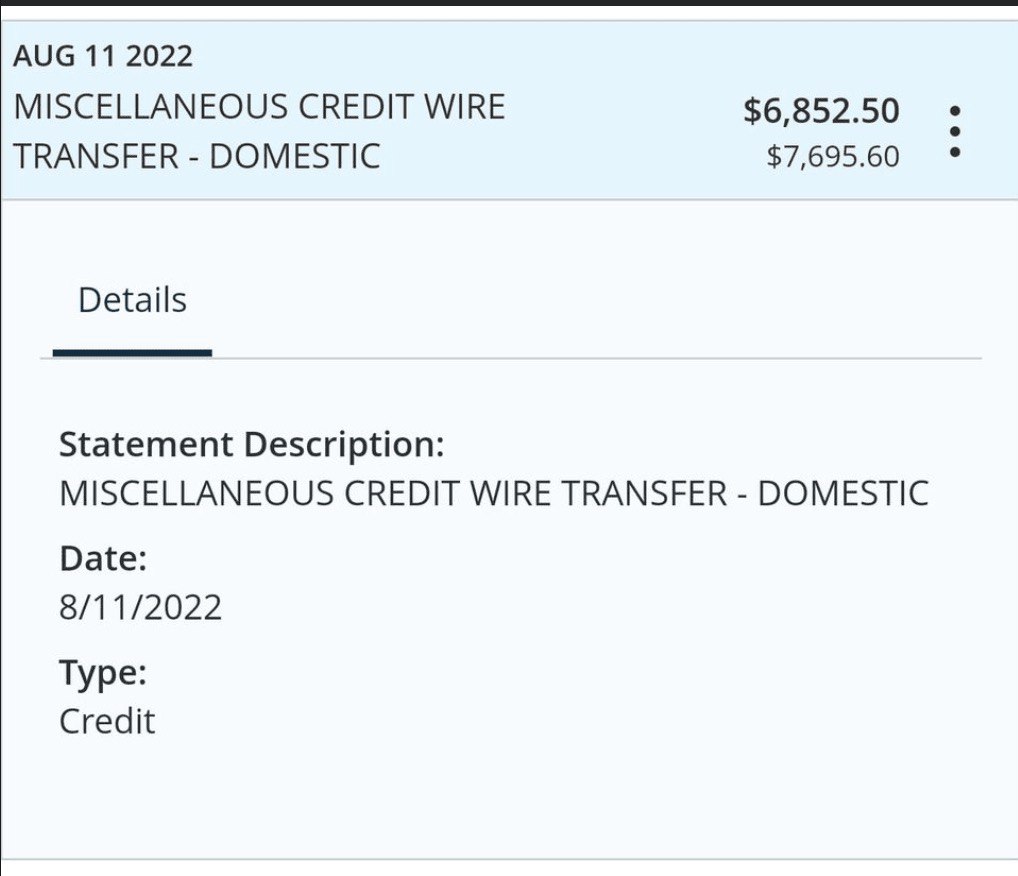 AUG 11 2022
MISCELLANEOUS CREDIT WIRE
TRANSFER - DOMESTIC
$6,852.50
$7,695.60
Details
Statement Description:
MISCELLANEOUS CREDIT WIRE TRANSFER - DOMESTIC
Date:
8/11/2022
Type:
Credit